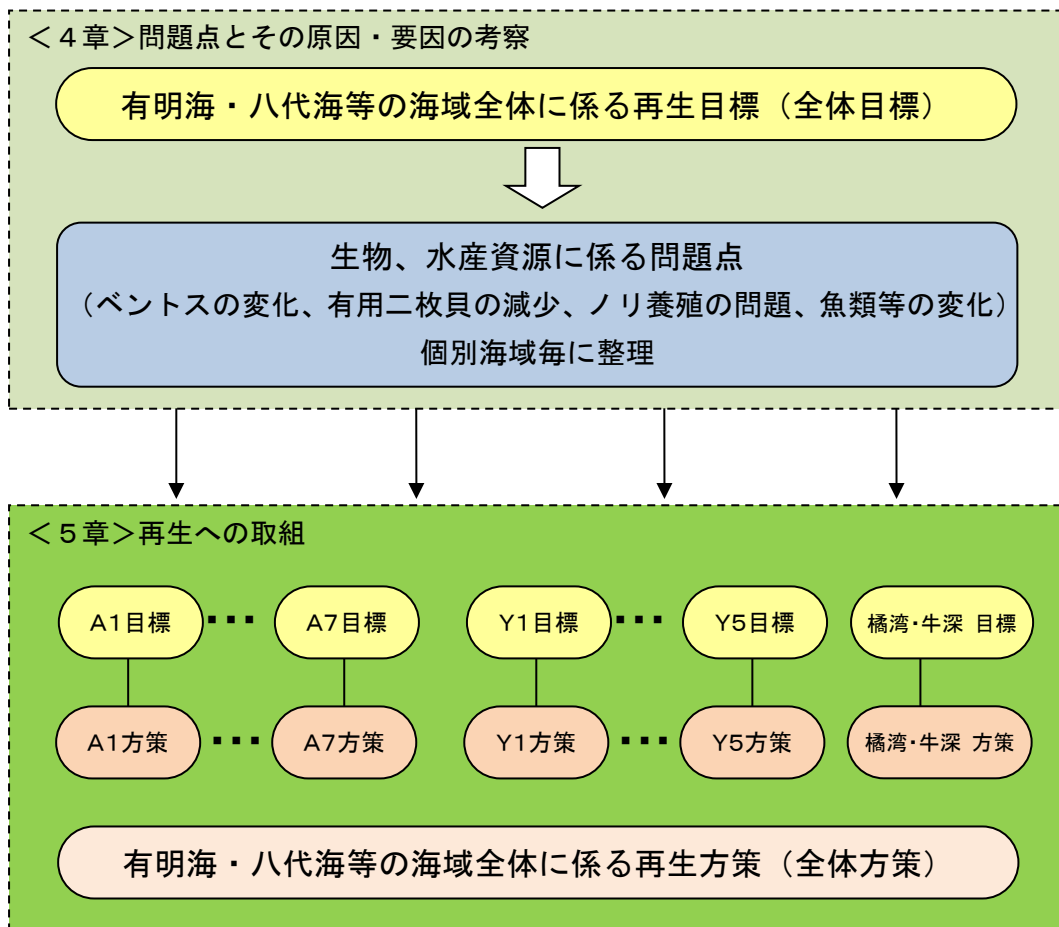 ＜４章＞問題点とその原因・要因の考察
有明海・八代海等の海域全体に係る再生目標（全体目標）
生物、水産資源に係る問題点
（ベントスの変化、有用二枚貝の減少、ノリ養殖の問題、魚類等の変化）
個別海域毎に整理
＜５章＞再生への取組
A1目標 ･･･ A7目標 Y1目標 ･･･ Y5目標 橘湾･牛深 目標
A1方策 ･･･ A7方策 Y1方策 ･･･ Y5方策 橘湾･牛深 方策
有明海・八代海等の海域全体に係る再生方策（全体方策）